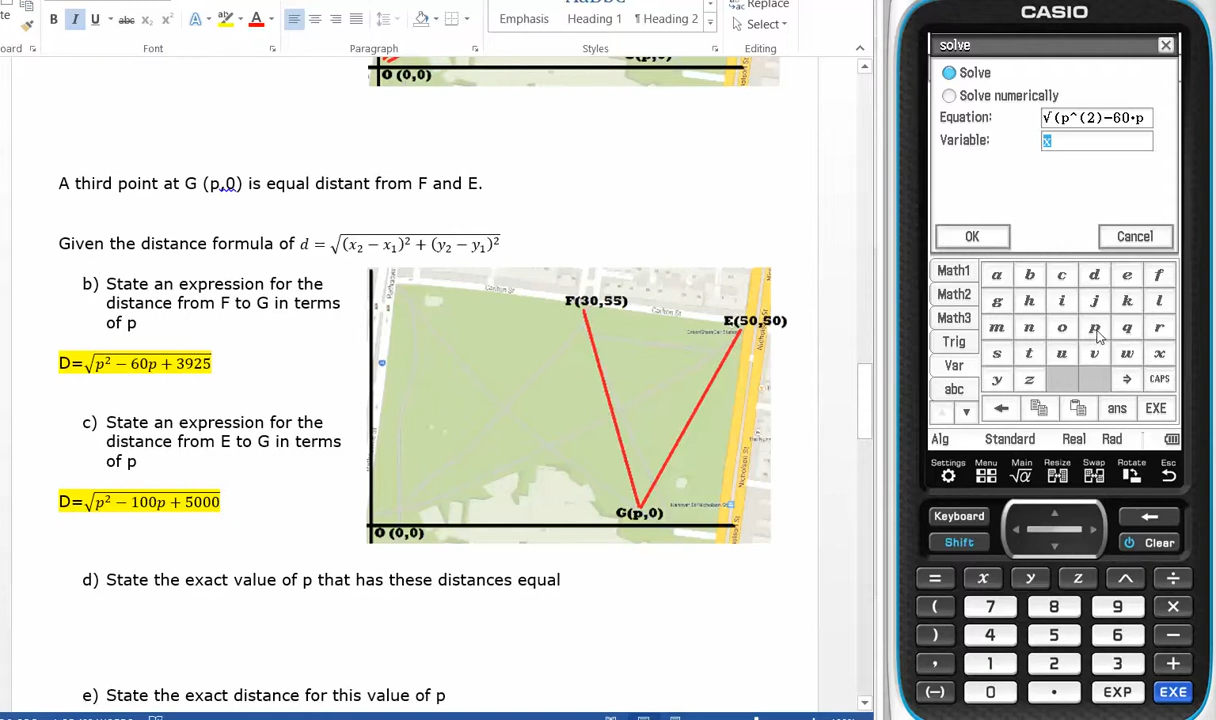 Replace
B I U abc x₂ x² A A
Emphasis Heading 1 ¶ Heading 2
Select
Font Paragraph Styles Editing
O (0,0)
A third point at G (p,0) is equal distant from F and E.
Given the distance formula of d = √(x₂ − x₁)² + (y₂ − y₁)²
b) State an expression for the
distance from F to G in terms
of p
D=√p² − 60p + 3925
c) State an expression for the
distance from E to G in terms
of p
D=√p² − 100p + 5000
Carlton St
F(30,55)
E(50,50)
G(p,0)
O (0,0)
d) State the exact value of p that has these distances equal
e) State the exact distance for this value of p
CASIO
solve
Solve
Solve numerically
Equation: √(p^(2)−60•p
Variable: x
OK Cancel
Math1 a b c d e f
Math2 g h i j k l
Math3 m n o p q r
Trig s t u v w x
Var y z ⇒ CAPS
abc ← ans EXE
Alg Standard Real Rad
Settings Menu Main Resize Swap Rotate Esc
Keyboard ←
Shift Clear
= x y z ^ ÷
( 7 8 9 ×
) 4 5 6 −
, 1 2 3 +
(−) 0 • EXP EXE